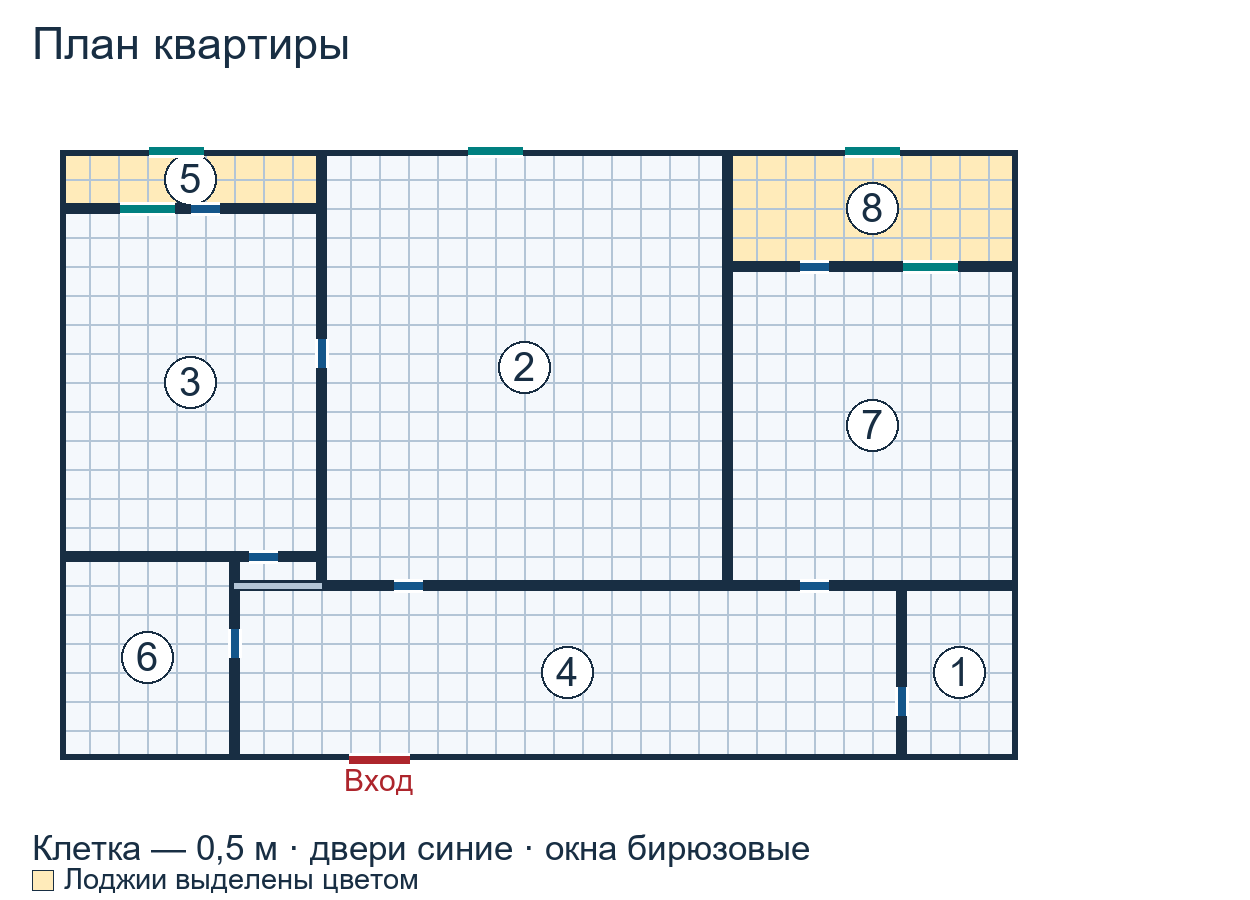 План квартиры
5
8
2
3
7
6
4
1
Вход
Клетка — 0,5 м · двери синие · окна бирюзовые
Лоджии выделены цветом